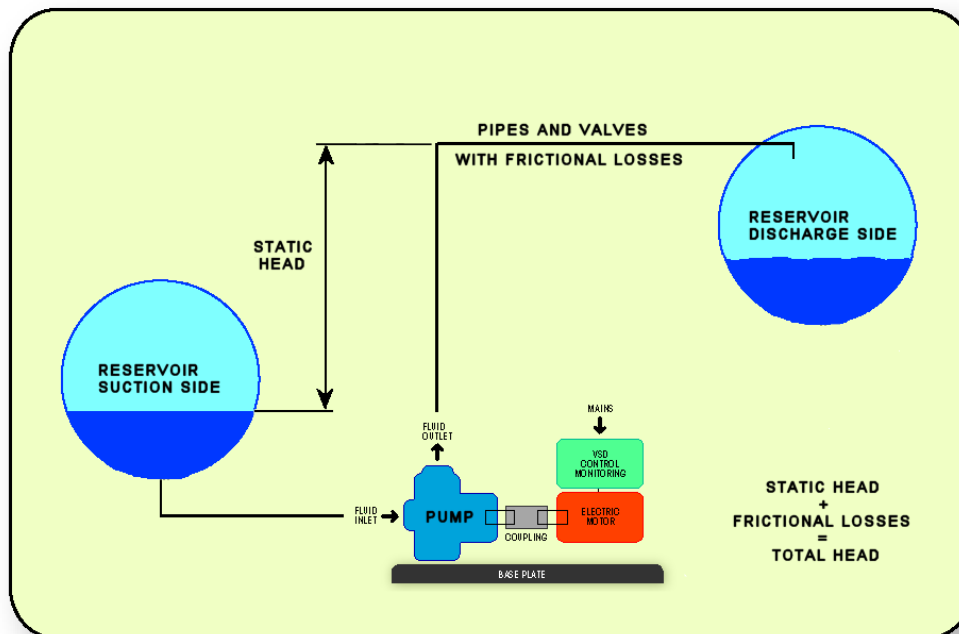 PIPES AND VALVES
WITH FRICTIONAL LOSSES
RESERVOIR
DISCHARGE SIDE
STATIC
HEAD
RESERVOIR
SUCTION SIDE
MAINS
FLUID
OUTLET
VSD
CONTROL
MONITORING
FLUID
INLET
PUMP
COUPLING
ELECTRIC
MOTOR
BASE PLATE
STATIC HEAD
+
FRICTIONAL LOSSES
=
TOTAL HEAD